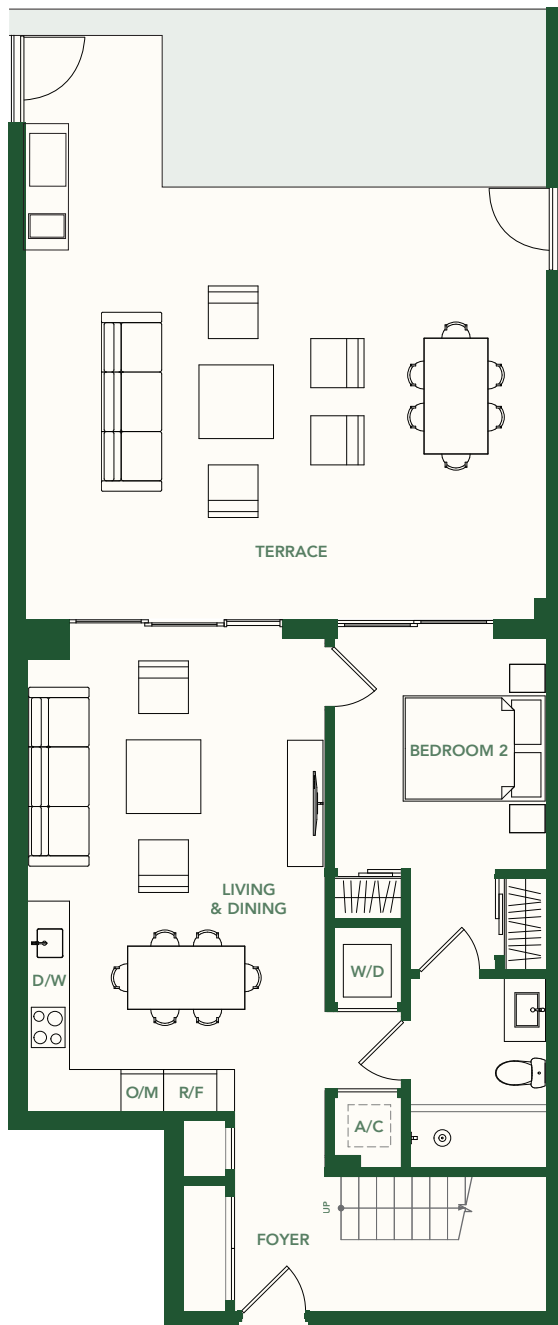 TERRACE
BEDROOM 2
LIVING
& DINING
D/W
W/D
O/M
R/F
A/C
UP
FOYER